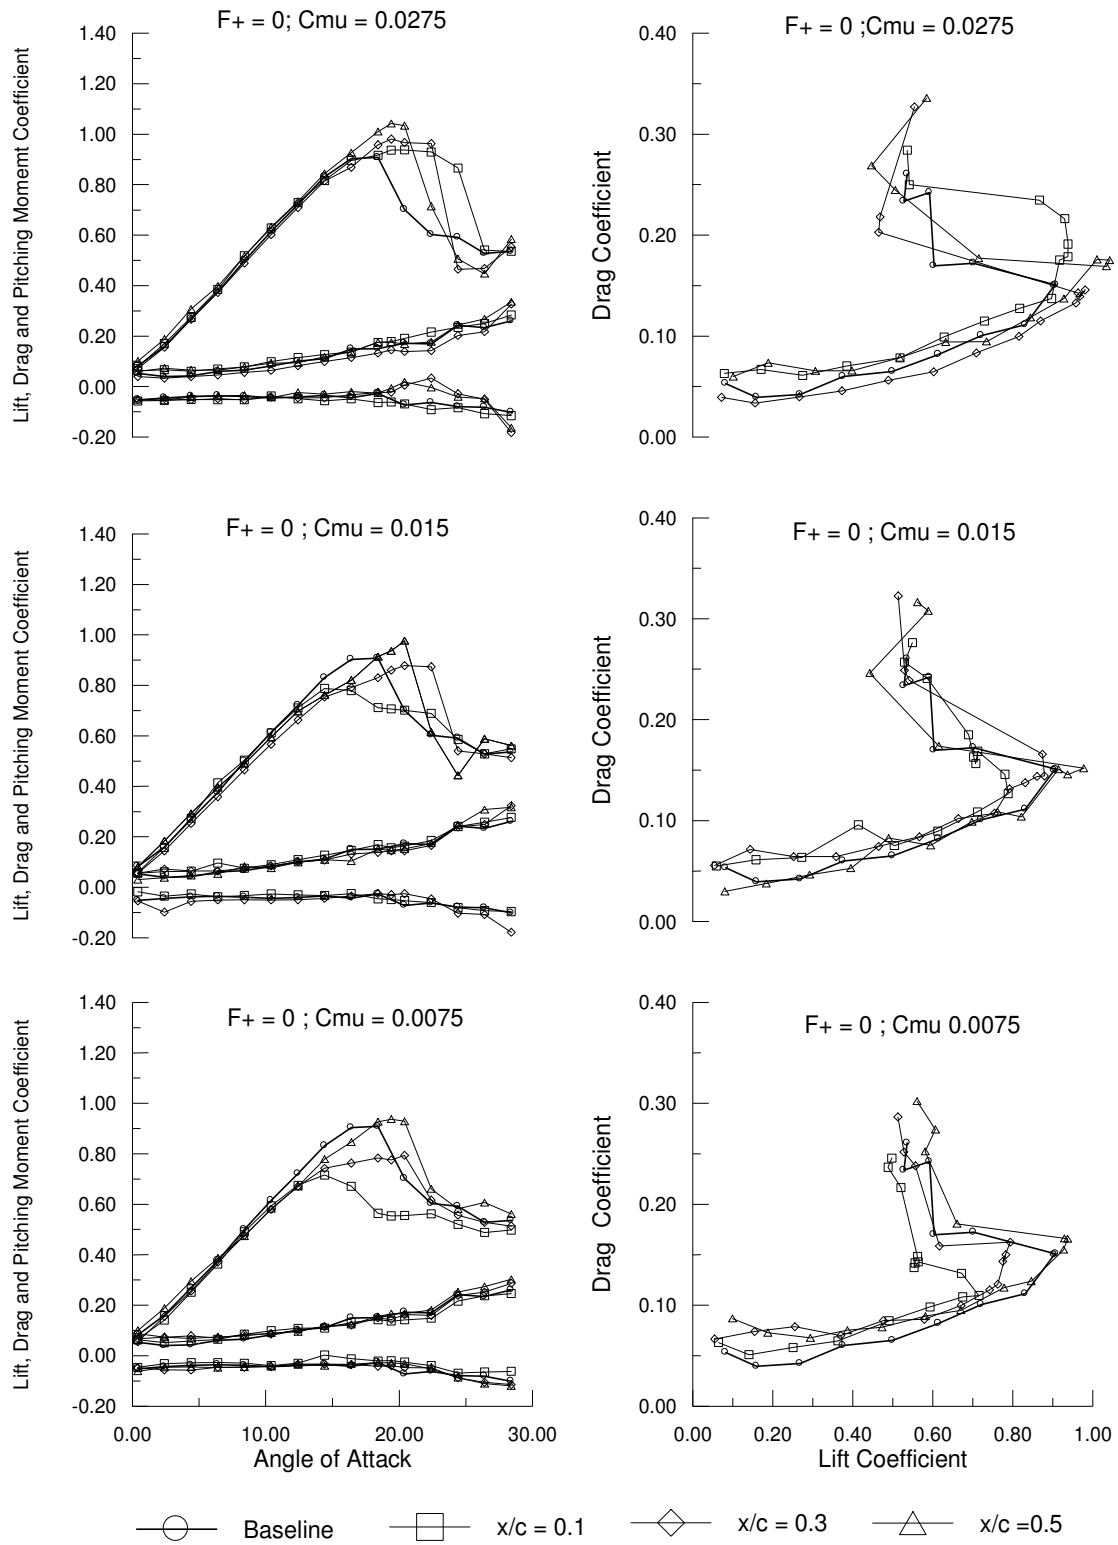 F+ = 0; Cmu = 0.0275
1.40
1.20
1.00
0.80
0.60
0.40
0.20
0.00
-0.20
Lift, Drag and Pitching Momemt Coefficient
F+ = 0 ;Cmu = 0.0275
0.40
0.30
0.20
0.10
0.00
Drag Coefficient
F+ = 0 ; Cmu = 0.015
1.40
1.20
1.00
0.80
0.60
0.40
0.20
0.00
-0.20
Lift, Drag and Pitching Moment Coefficient
F+ = 0 ; Cmu = 0.015
0.40
0.30
0.20
0.10
0.00
Drag Coefficient
F+ = 0 ; Cmu = 0.0075
1.40
1.20
1.00
0.80
0.60
0.40
0.20
0.00
-0.20
Lift, Drag and Pitching Moment Coefficient
0.00 10.00 20.00 30.00
Angle of Attack
F+ = 0 ; Cmu 0.0075
0.40
0.30
0.20
0.10
0.00
Drag Coefficient
0.00 0.20 0.40 0.60 0.80 1.00
Lift Coefficient
Baseline x/c = 0.1 x/c = 0.3 x/c =0.5